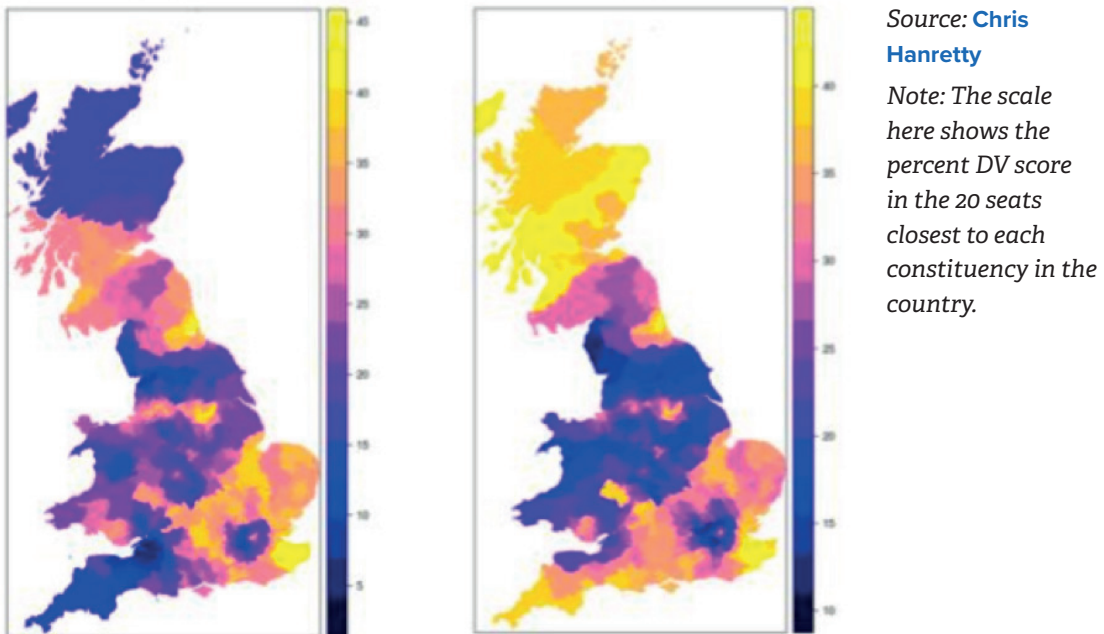 45
40
35
30
25
20
15
10
5
40
35
30
25
20
15
10
Source: Chris
Hanretty
Note: The scale
here shows the
percent DV score
in the 20 seats
closest to each
constituency in the
country.